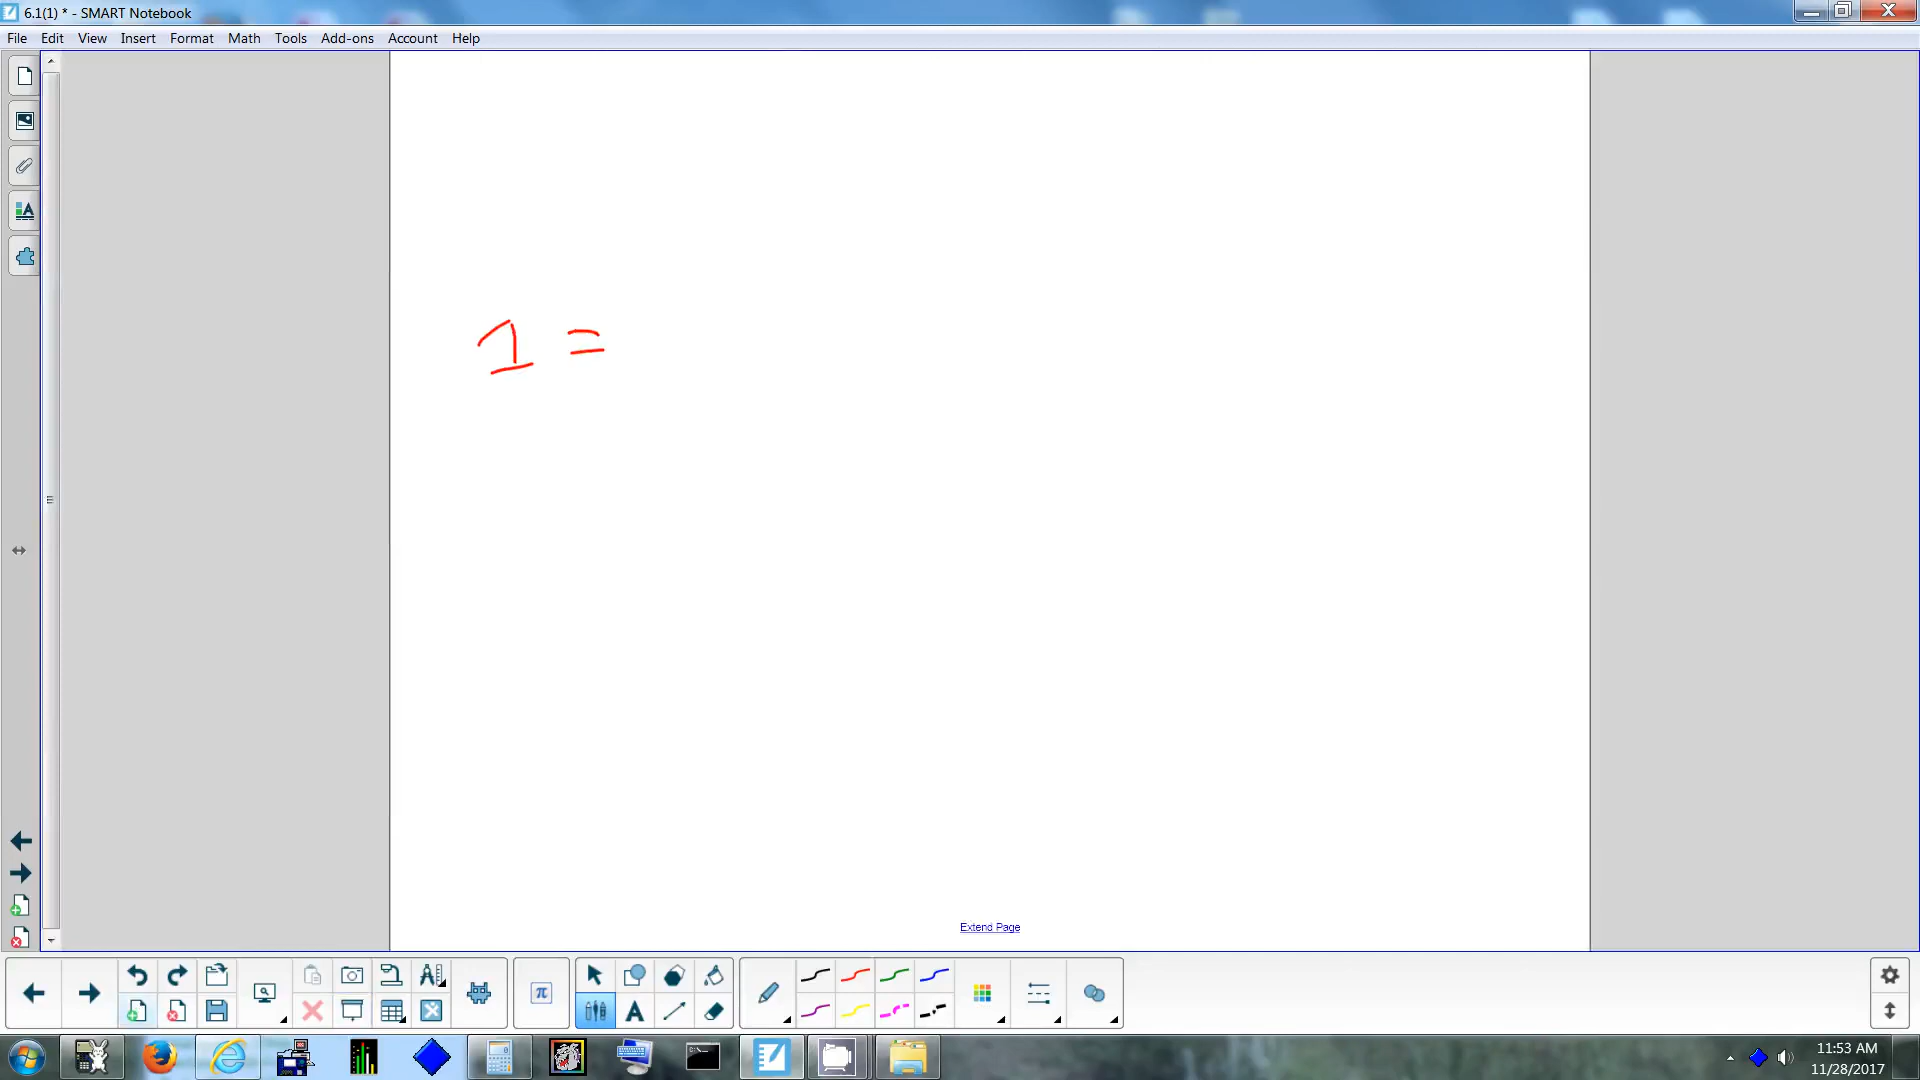 6.1(1) * - SMART Notebook
File Edit View Insert Format Math Tools Add-ons Account Help
1 =
Extend Page
11:53 AM
11/28/2017